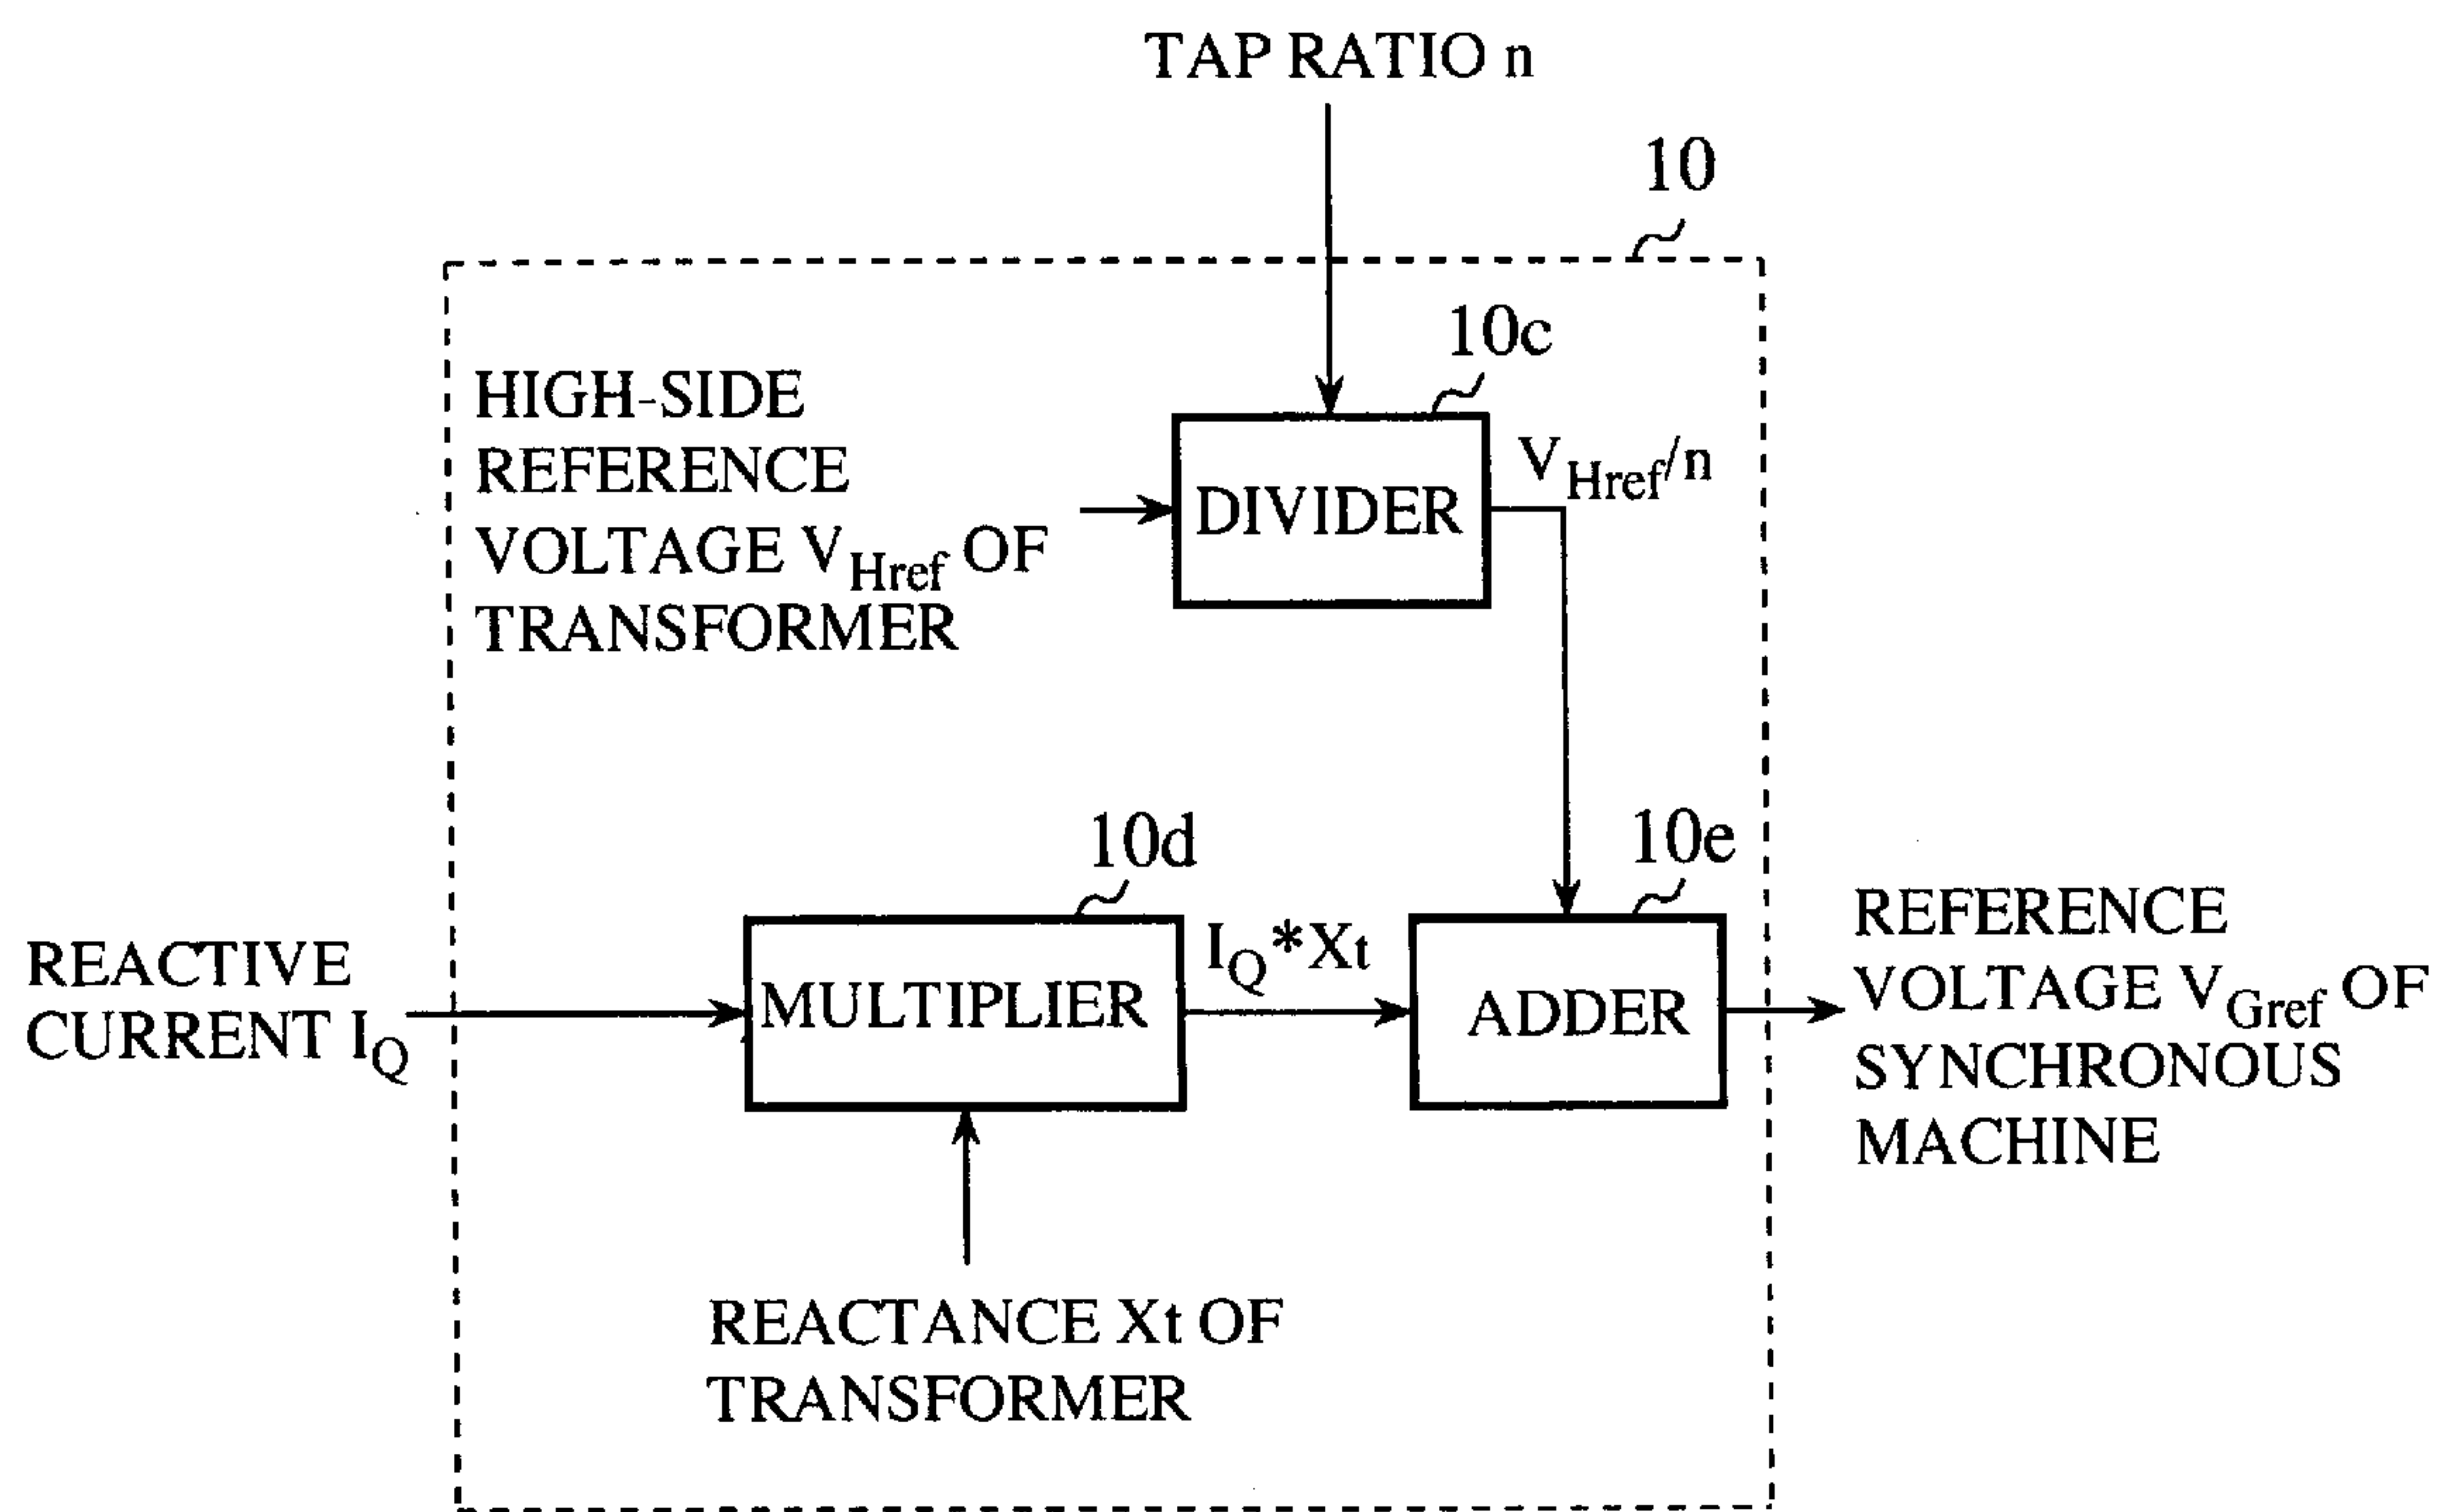 TAP RATIO n
10
10c
HIGH-SIDE
REFERENCE
VOLTAGE VHref OF
TRANSFORMER
DIVIDER
VHref/n
10d
10e
REACTIVE
CURRENT IQ
MULTIPLIER
IQ*Xt
ADDER
REFERENCE
VOLTAGE VGref OF
SYNCHRONOUS
MACHINE
REACTANCE Xt OF
TRANSFORMER